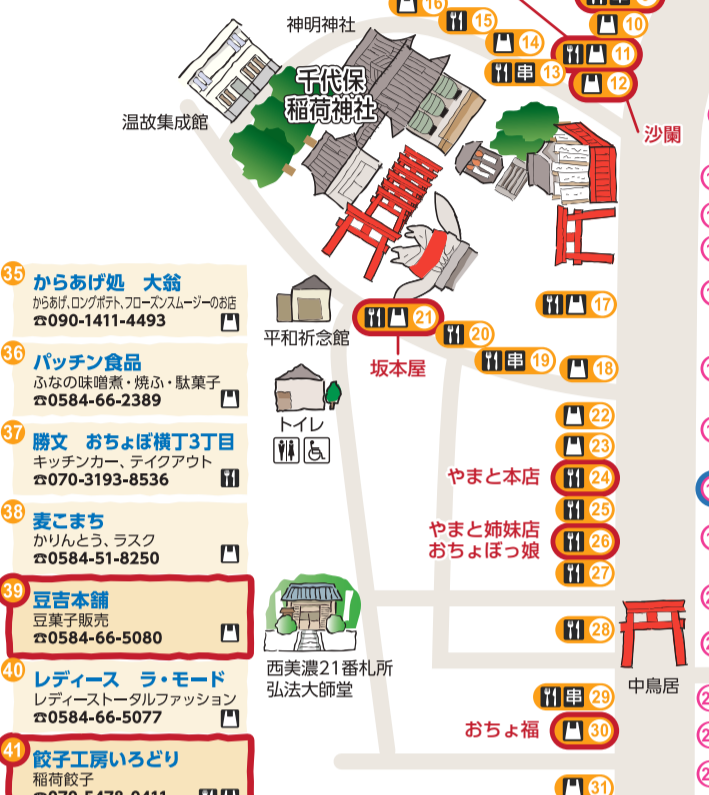 16
15
神明神社
10
14
11
串 13
12
千代保
稲荷神社
温故集成館
沙闌
35
からあげ処 大翁
からあげ、ロングポテト、フローズンスムージーのお店
☎090-1411-4493
平和祈念館
21
17
20
坂本屋
串 19
18
36
パッチン食品
ふなの味噌煮・焼ふ・駄菓子
☎0584-66-2389
トイレ
22
37
勝文 おちょぼ横丁3丁目
キッチンカー、テイクアウト
☎070-3193-8536
23
やまと本店
24
25
38
麦こまち
かりんとう、ラスク
☎0584-51-8250
やまと姉妹店
おちょぼっ娘
26
27
39
豆吉本舗
豆菓子販売
☎0584-66-5080
28
西美濃21番札所
弘法大師堂
中鳥居
40
レディース ラ・モード
レディーストータルファッション
☎0584-66-5077
串 29
おちょ福
30
41
餃子工房いろどり
稲荷餃子
31